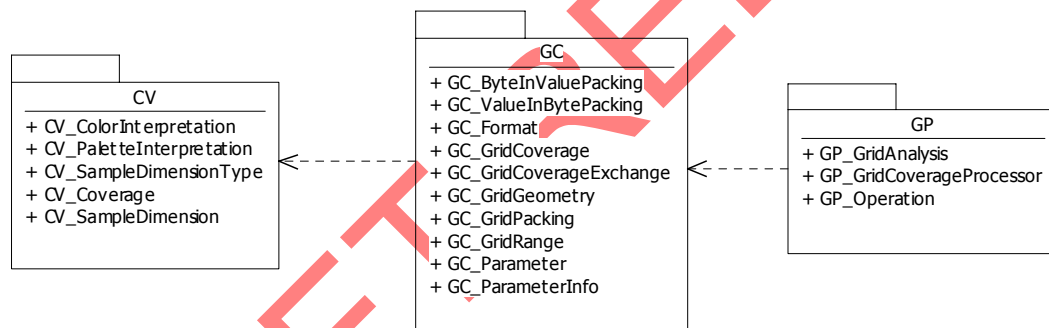 CV
+ CV_ColorInterpretation
+ CV_PaletteInterpretation
+ CV_SampleDimensionType
+ CV_Coverage
+ CV_SampleDimension
GC
+ GC_ByteInValuePacking
+ GC_ValueInBytePacking
+ GC_Format
+ GC_GridCoverage
+ GC_GridCoverageExchange
+ GC_GridGeometry
+ GC_GridPacking
+ GC_GridRange
+ GC_Parameter
+ GC_ParameterInfo
GP
+ GP_GridAnalysis
+ GP_GridCoverageProcessor
+ GP_Operation